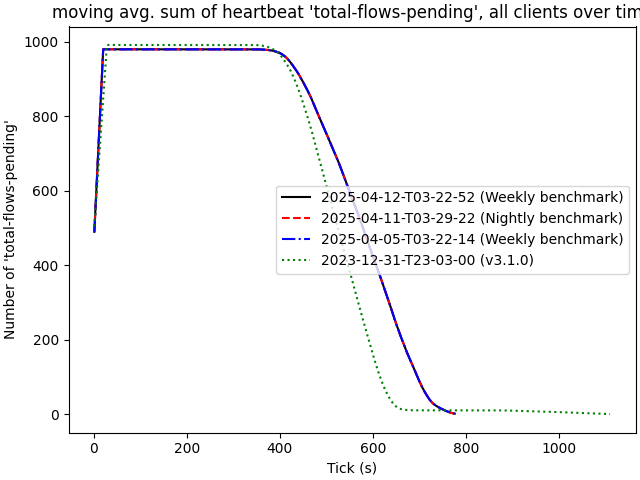 moving avg. sum of heartbeat 'total-flows-pending', all clients over tim
Number of 'total-flows-pending'
1000
800
600
400
200
0
2025-04-12-T03-22-52 (Weekly benchmark)
2025-04-11-T03-29-22 (Nightly benchmark)
2025-04-05-T03-22-14 (Weekly benchmark)
2023-12-31-T23-03-00 (v3.1.0)
0 200 400 600 800 1000
Tick (s)